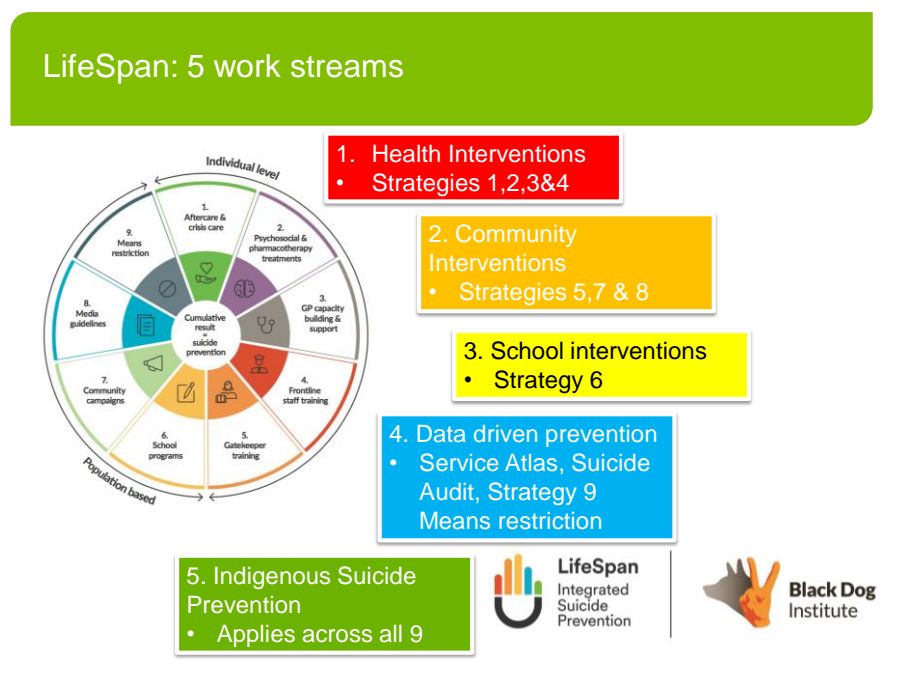 LifeSpan: 5 work streams
Individual level
1.
Aftercare &
crisis care
2.
Psychosocial &
pharmacotherapy
treatments
3.
GP capacity
building &
support
4.
Frontline
staff training
5.
Gatekeeper
training
6.
School
programs
7.
Community
campaigns
8.
Media
guidelines
9.
Means
restriction
Cumulative
result
=
suicide
prevention
Population based
1. Health Interventions
• Strategies 1,2,3&4
2. Community
Interventions
• Strategies 5,7 & 8
3. School interventions
• Strategy 6
4. Data driven prevention
• Service Atlas, Suicide
Audit, Strategy 9
Means restriction
5. Indigenous Suicide
Prevention
• Applies across all 9
LifeSpan
Integrated
Suicide
Prevention
Black Dog
Institute